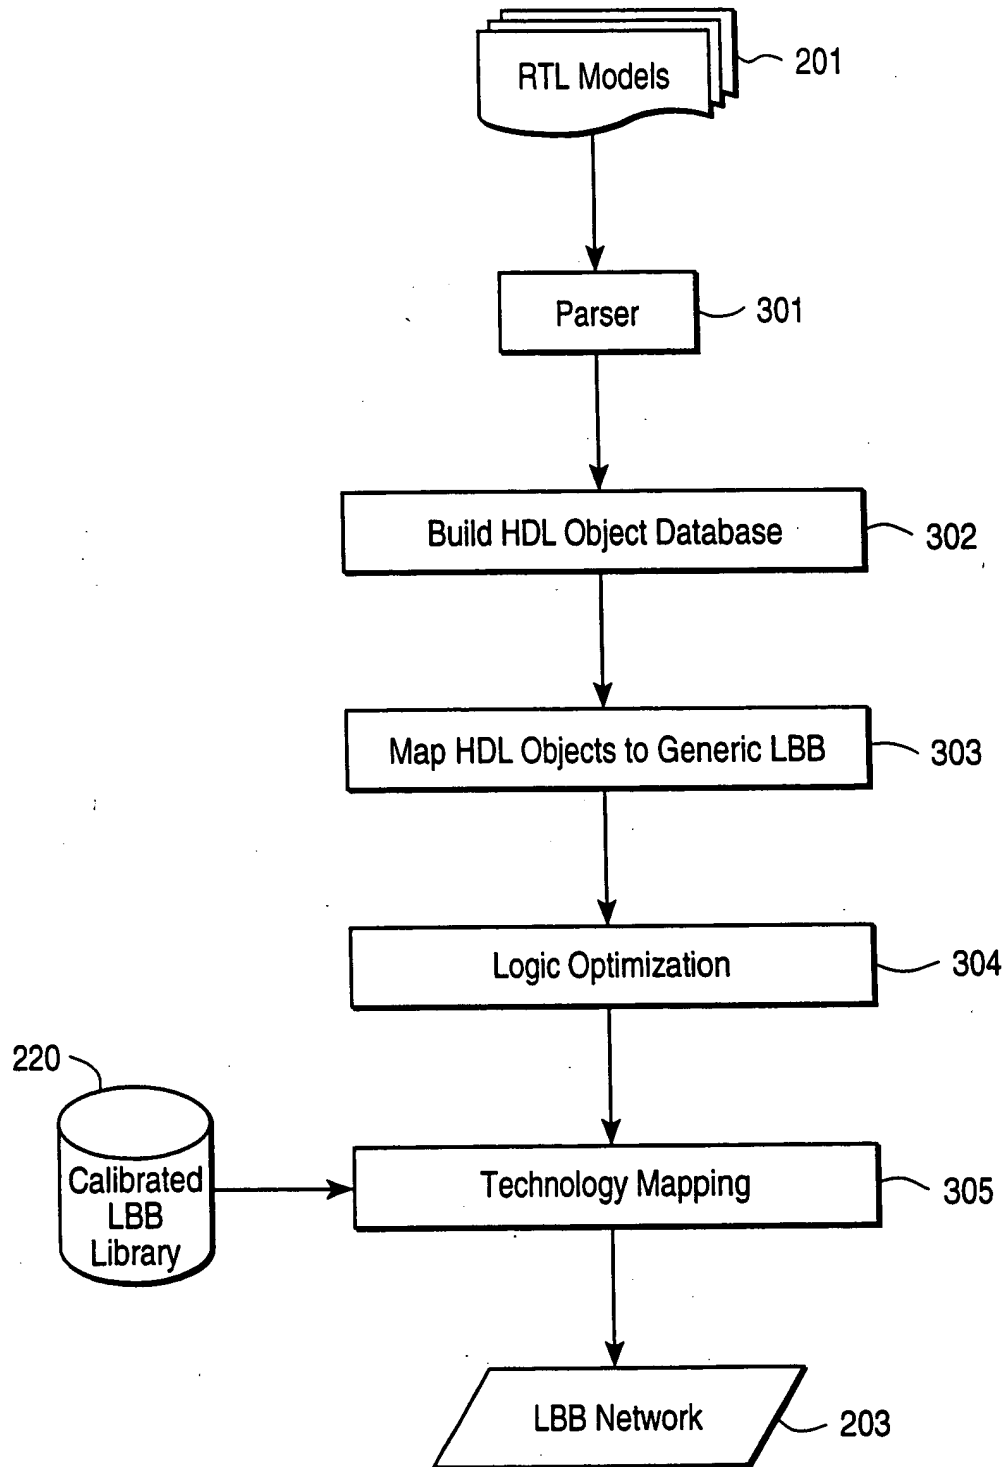 RTL Models
201
Parser
301
Build HDL Object Database
302
Map HDL Objects to Generic LBB
303
Logic Optimization
304
220
Calibrated
LBB
Library
Technology Mapping
305
LBB Network
203